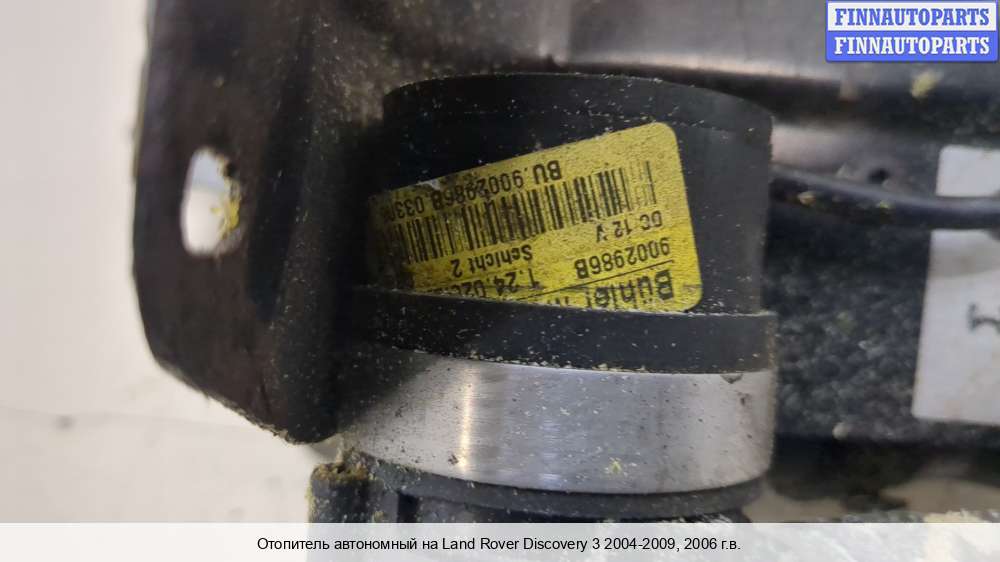 FINNAUTOPARTS
FINNAUTOPARTS
Bühler
9002986B
DC 12 V
Schicht 2
BU.9002986B
Отопитель автономный на Land Rover Discovery 3 2004-2009, 2006 г.в.